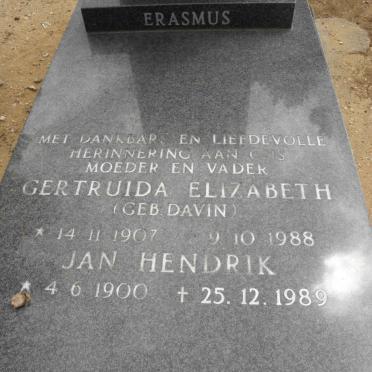 ERASMUS
MET DANKBARE EN LIEFDEVOLLE
HERINNERING AAN ONS
MOEDER EN VADER
GERTRUIDA ELIZABETH
(GEB. DAVIN)
* 14. 11. 1907 9. 10. 1988
JAN HENDRIK
* 4. 6. 1900 ✝ 25. 12. 1989